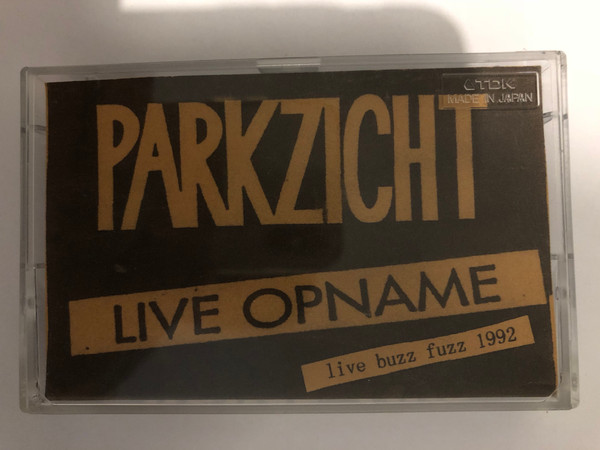 TDK
MADE IN JAPAN
PARKZICHT
LIVE OPNAME
live buzz fuzz 1992